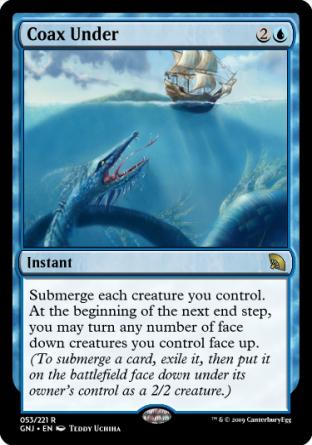 Coax Under 2
Instant
Submerge each creature you control.
At the beginning of the next end step,
you may turn any number of face
down creatures you control face up.
(To submerge a card, exile it, then put it
on the battlefield face down under its
owner's control as a 2/2 creature.)
053/221 R
GNJ • EN Teddy Uchiha
™ & © 2019 CanterburyEgg